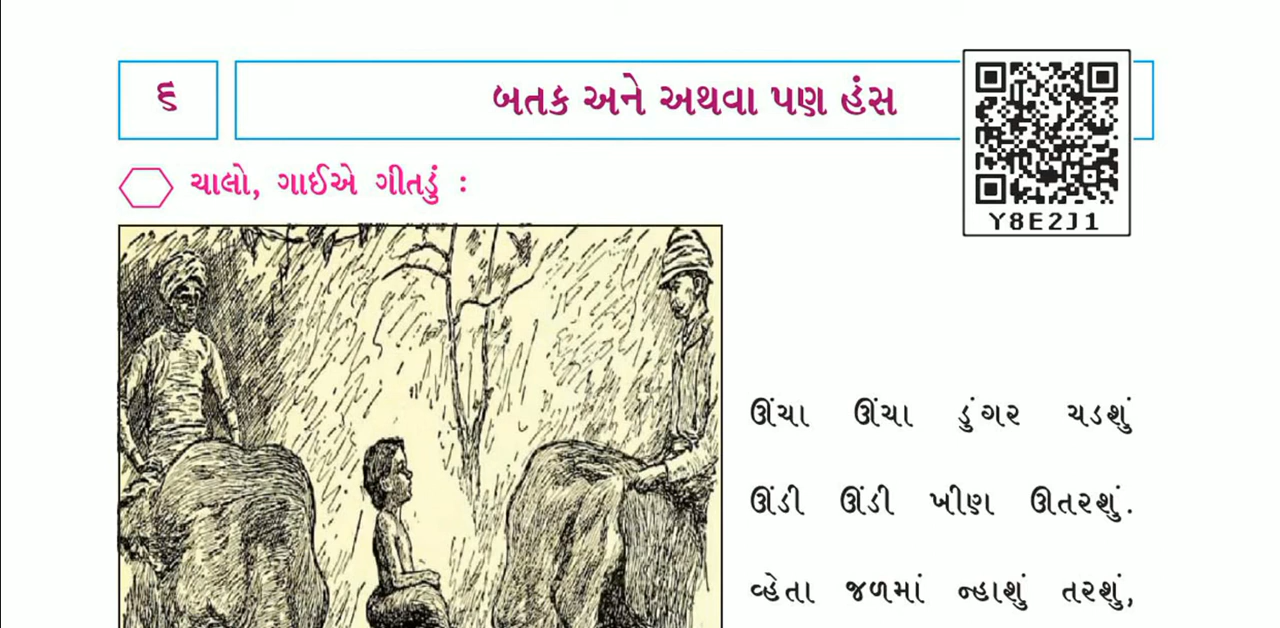 ૬
બતક અને અથવા પણ હંસ
Y8E2J1
ચાલો, ગાઈએ ગીતડું :
ઊંચા ઊંચા ડુંગર ચડશું
ઊંડી ઊંડી ખીણ ઊતરશું.
વ્હેતા જળમાં ન્હાશું તરશું,